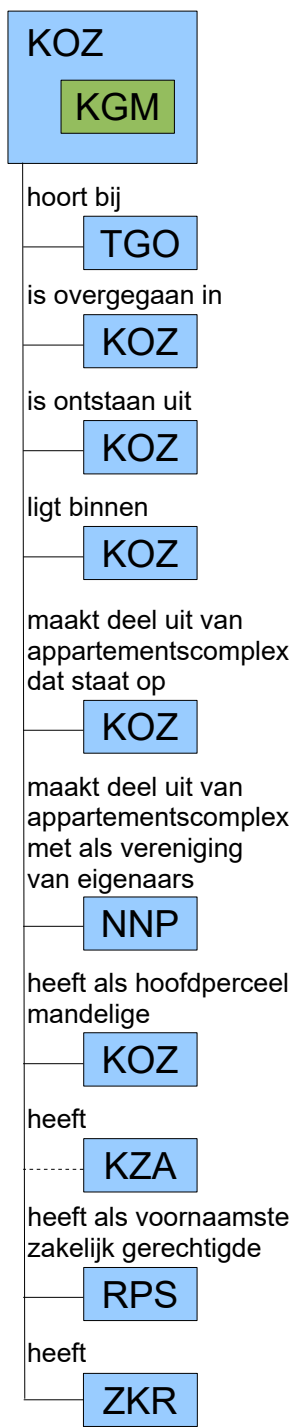 KOZ
KGM
hoort bij
TGO
is overgegaan in
KOZ
is ontstaan uit
KOZ
ligt binnen
KOZ
maakt deel uit van
appartementscomplex
dat staat op
KOZ
maakt deel uit van
appartementscomplex
met als vereniging
van eigenaars
NNP
heeft als hoofdperceel
mandelige
KOZ
heeft
KZA
heeft als voornaamste
zakelijk gerechtigde
RPS
heeft
ZKR